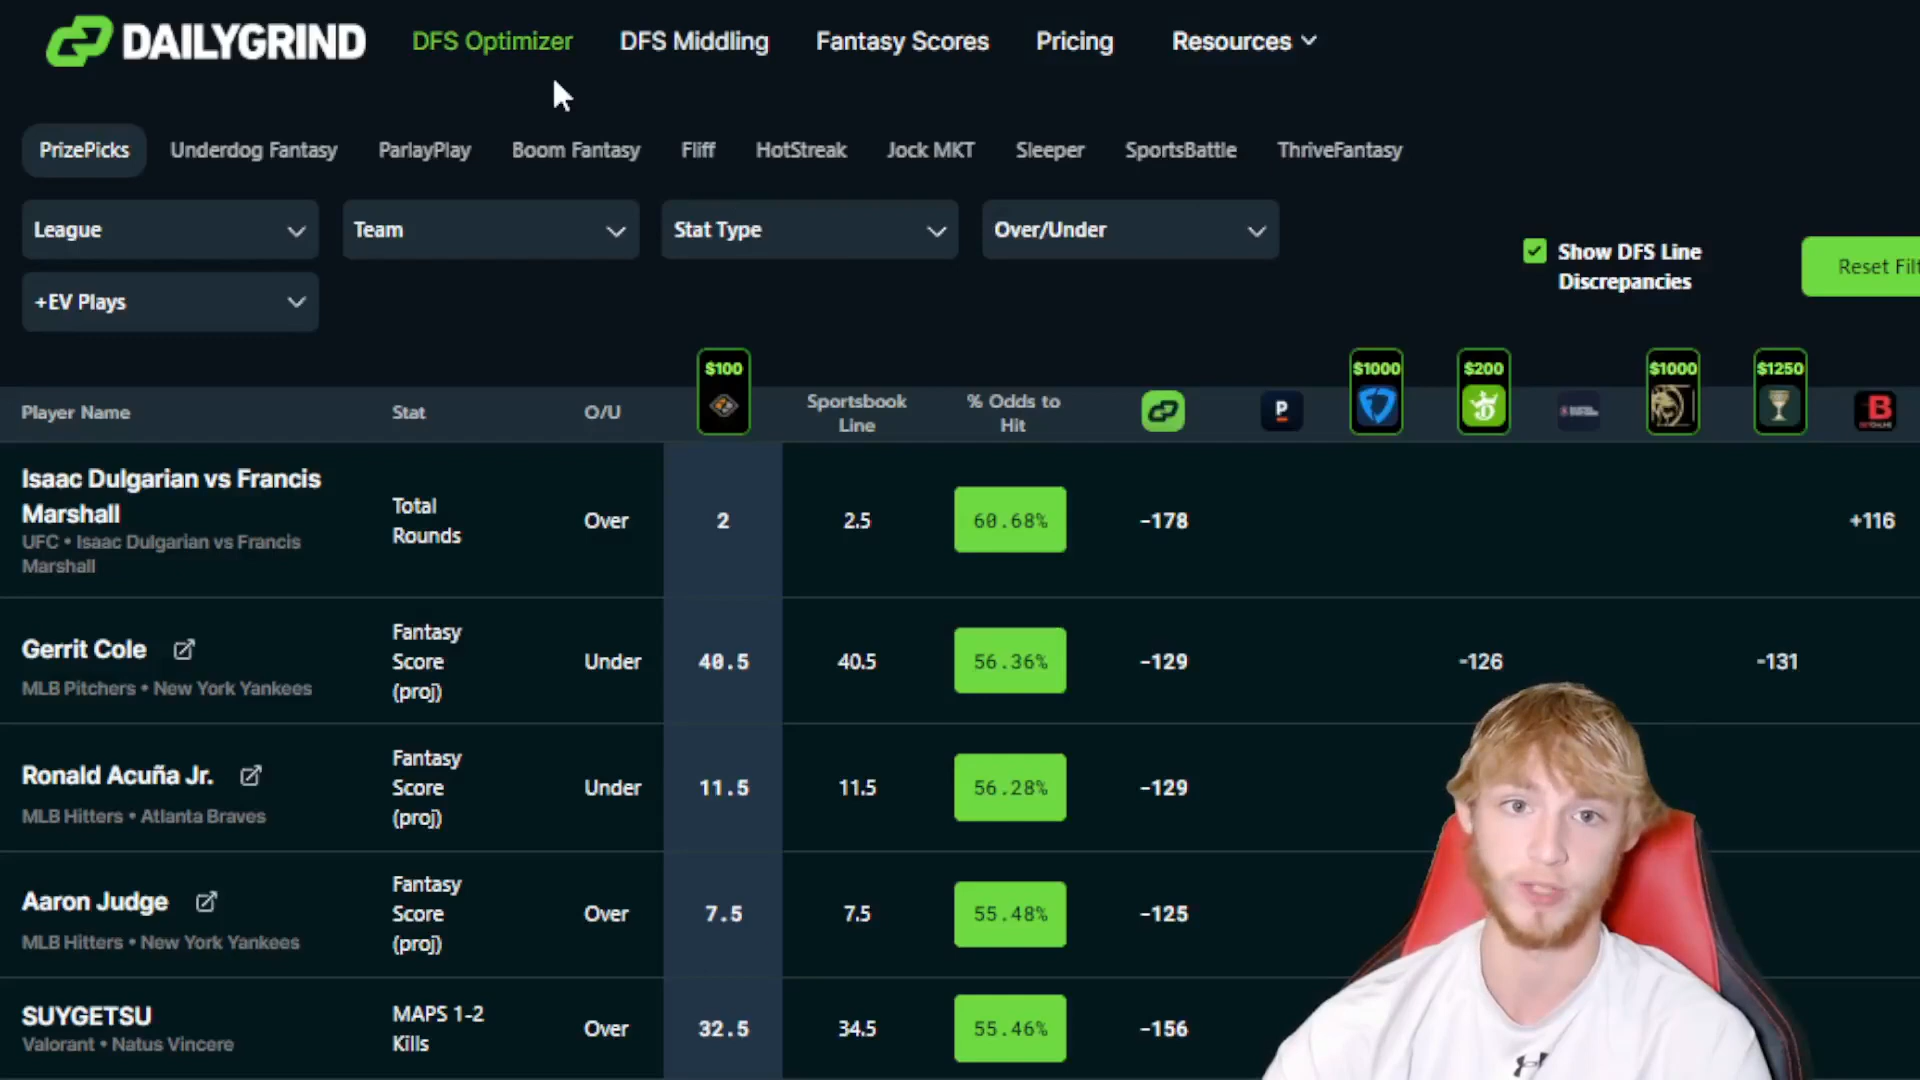 DAILYGRIND
DFS Optimizer
DFS Middling
Fantasy Scores
Pricing
Resources
PrizePicks
Underdog Fantasy
ParlayPlay
Boom Fantasy
Fliff
HotStreak
Jock MKT
Sleeper
SportsBattle
ThriveFantasy
League
Team
Stat Type
Over/Under
+EV Plays
Show DFS Line
Discrepancies
Reset Filt
Player Name
Stat
O/U
$100
Sportsbook
Line
% Odds to
Hit
P
$1000
$200
$1000
$1250
B
Isaac Dulgarian vs Francis
Marshall
UFC • Isaac Dulgarian vs Francis
Marshall
Total
Rounds
Over
2
2.5
60.68%
-178
+116
Gerrit Cole
MLB Pitchers • New York Yankees
Fantasy
Score
(proj)
Under
40.5
40.5
56.36%
-129
-126
-131
Ronald Acuña Jr.
MLB Hitters • Atlanta Braves
Fantasy
Score
(proj)
Under
11.5
11.5
56.28%
-129
Aaron Judge
MLB Hitters • New York Yankees
Fantasy
Score
(proj)
Over
7.5
7.5
55.48%
-125
SUYGETSU
Valorant • Natus Vincere
MAPS 1-2
Kills
Over
32.5
34.5
55.46%
-156